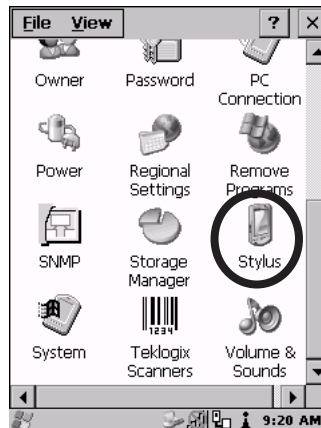 File View ? ×
Owner Password PC
Connection
Power Regional Remove
Settings Programs
SNMP Storage Stylus
Manager
1234
System Teklogix Volume &
Scanners Sounds
9:20 AM